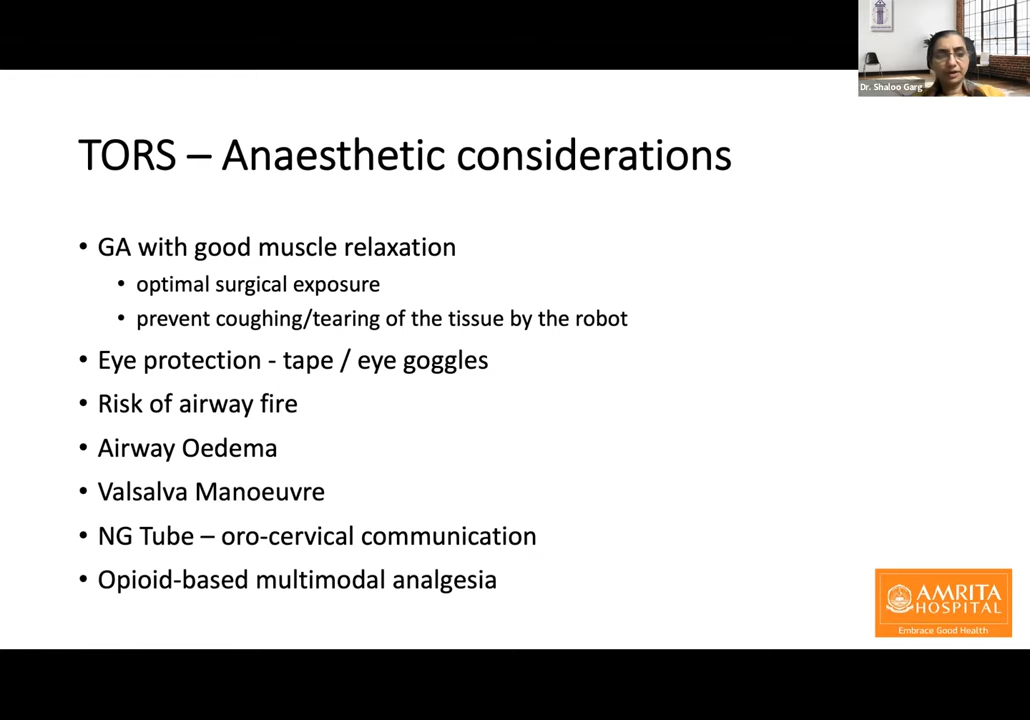 Dr. Shaloo Garg
TORS – Anaesthetic considerations
• GA with good muscle relaxation
• optimal surgical exposure
• prevent coughing/tearing of the tissue by the robot
• Eye protection - tape / eye goggles
• Risk of airway fire
• Airway Oedema
• Valsalva Manoeuvre
• NG Tube – oro-cervical communication
• Opioid-based multimodal analgesia
AMRITA
HOSPITAL
Embrace Good Health